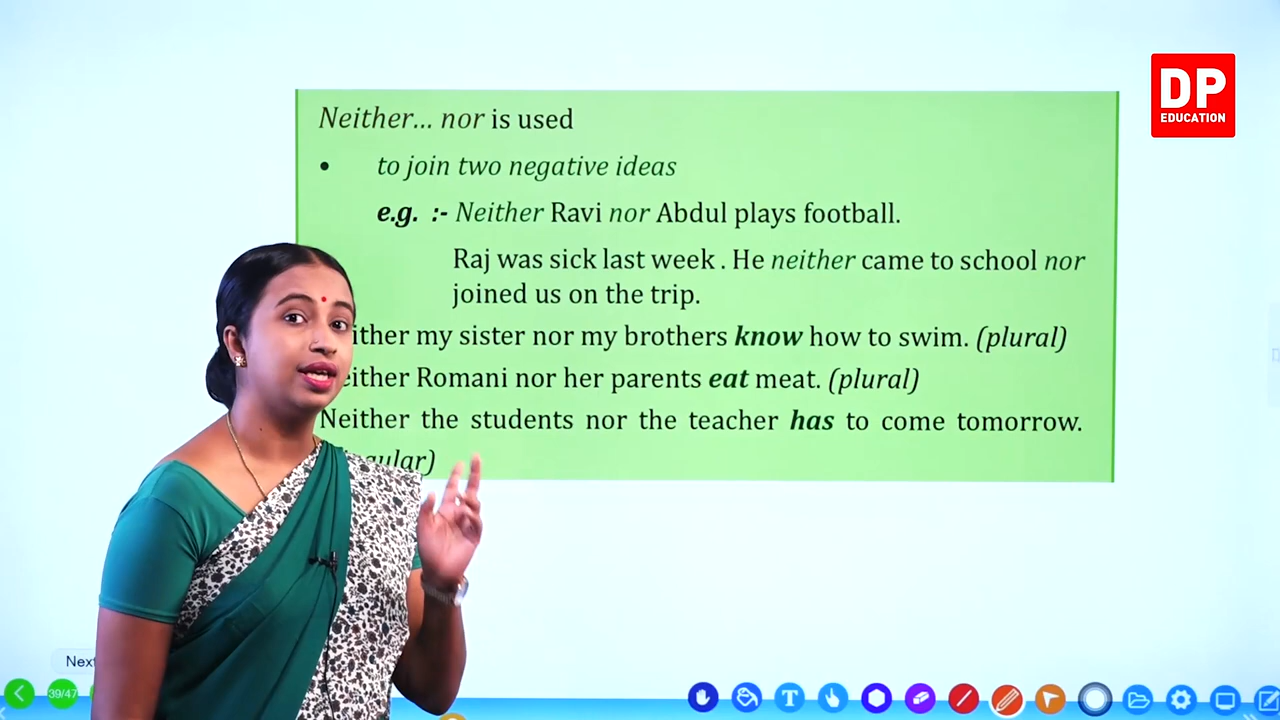 DP
EDUCATION
Neither... nor is used
• to join two negative ideas
e.g. :- Neither Ravi nor Abdul plays football.
Raj was sick last week . He neither came to school nor
joined us on the trip.
ither my sister nor my brothers know how to swim. (plural)
either Romani nor her parents eat meat. (plural)
Neither the students nor the teacher has to come tomorrow.
gular)
Next
39/47
T